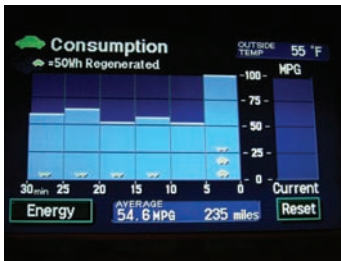 Consumption
OUTSIDE TEMP 55 °F
=50Wh Regenerated
MPG
100
75
50
25
0
30min 25 20 15 10 5 0
Current
Energy
AVERAGE
54.6 MPG 235 miles
Reset